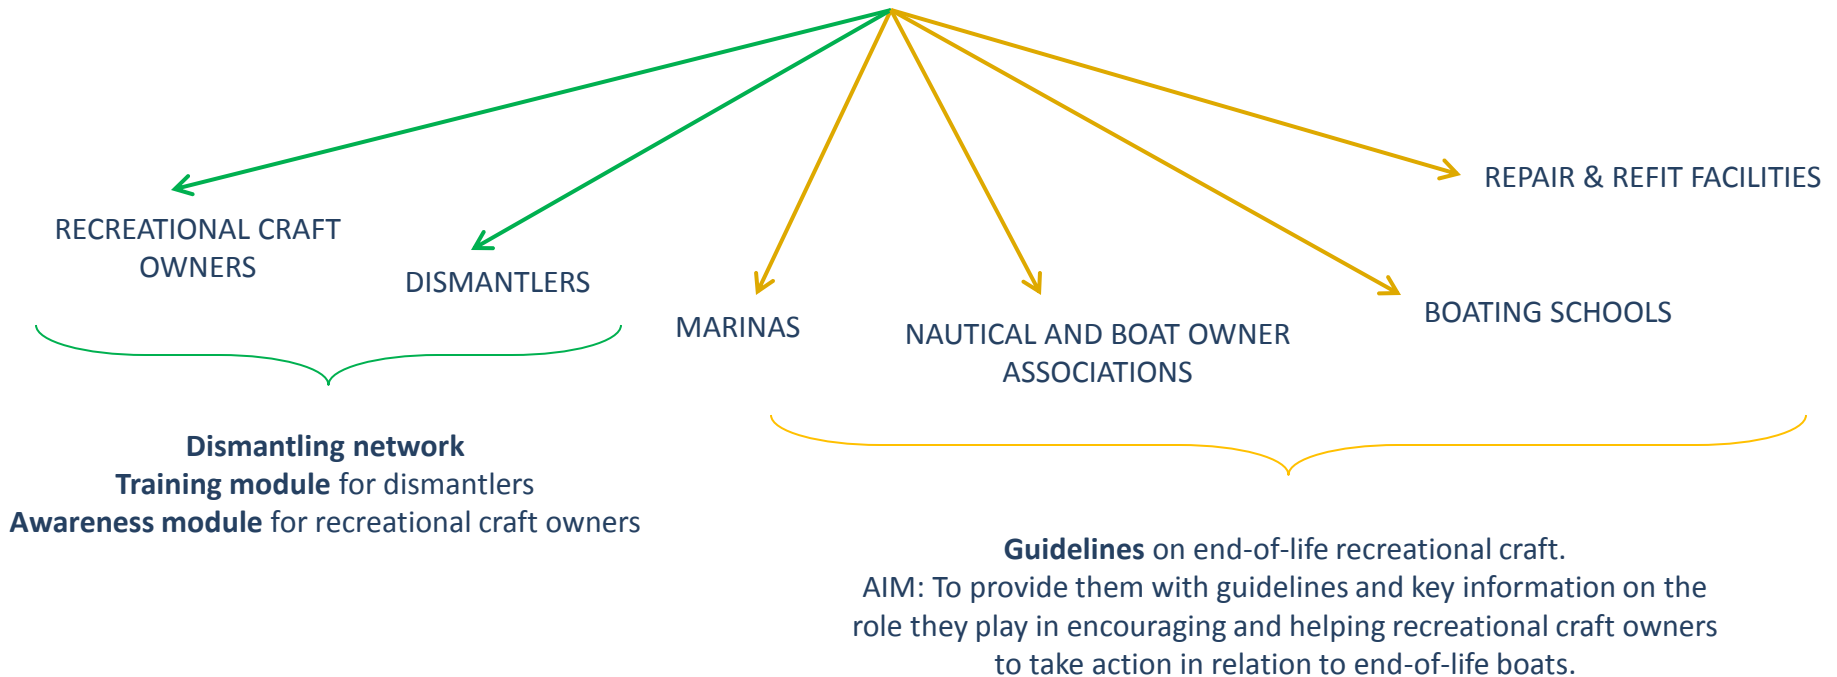 RECREATIONAL CRAFT
OWNERS
DISMANTLERS
MARINAS
NAUTICAL AND BOAT OWNER
ASSOCIATIONS
BOATING SCHOOLS
REPAIR & REFIT FACILITIES
Dismantling network
Training module for dismantlers
Awareness module for recreational craft owners
Guidelines on end-of-life recreational craft.
AIM: To provide them with guidelines and key information on the
role they play in encouraging and helping recreational craft owners
to take action in relation to end-of-life boats.